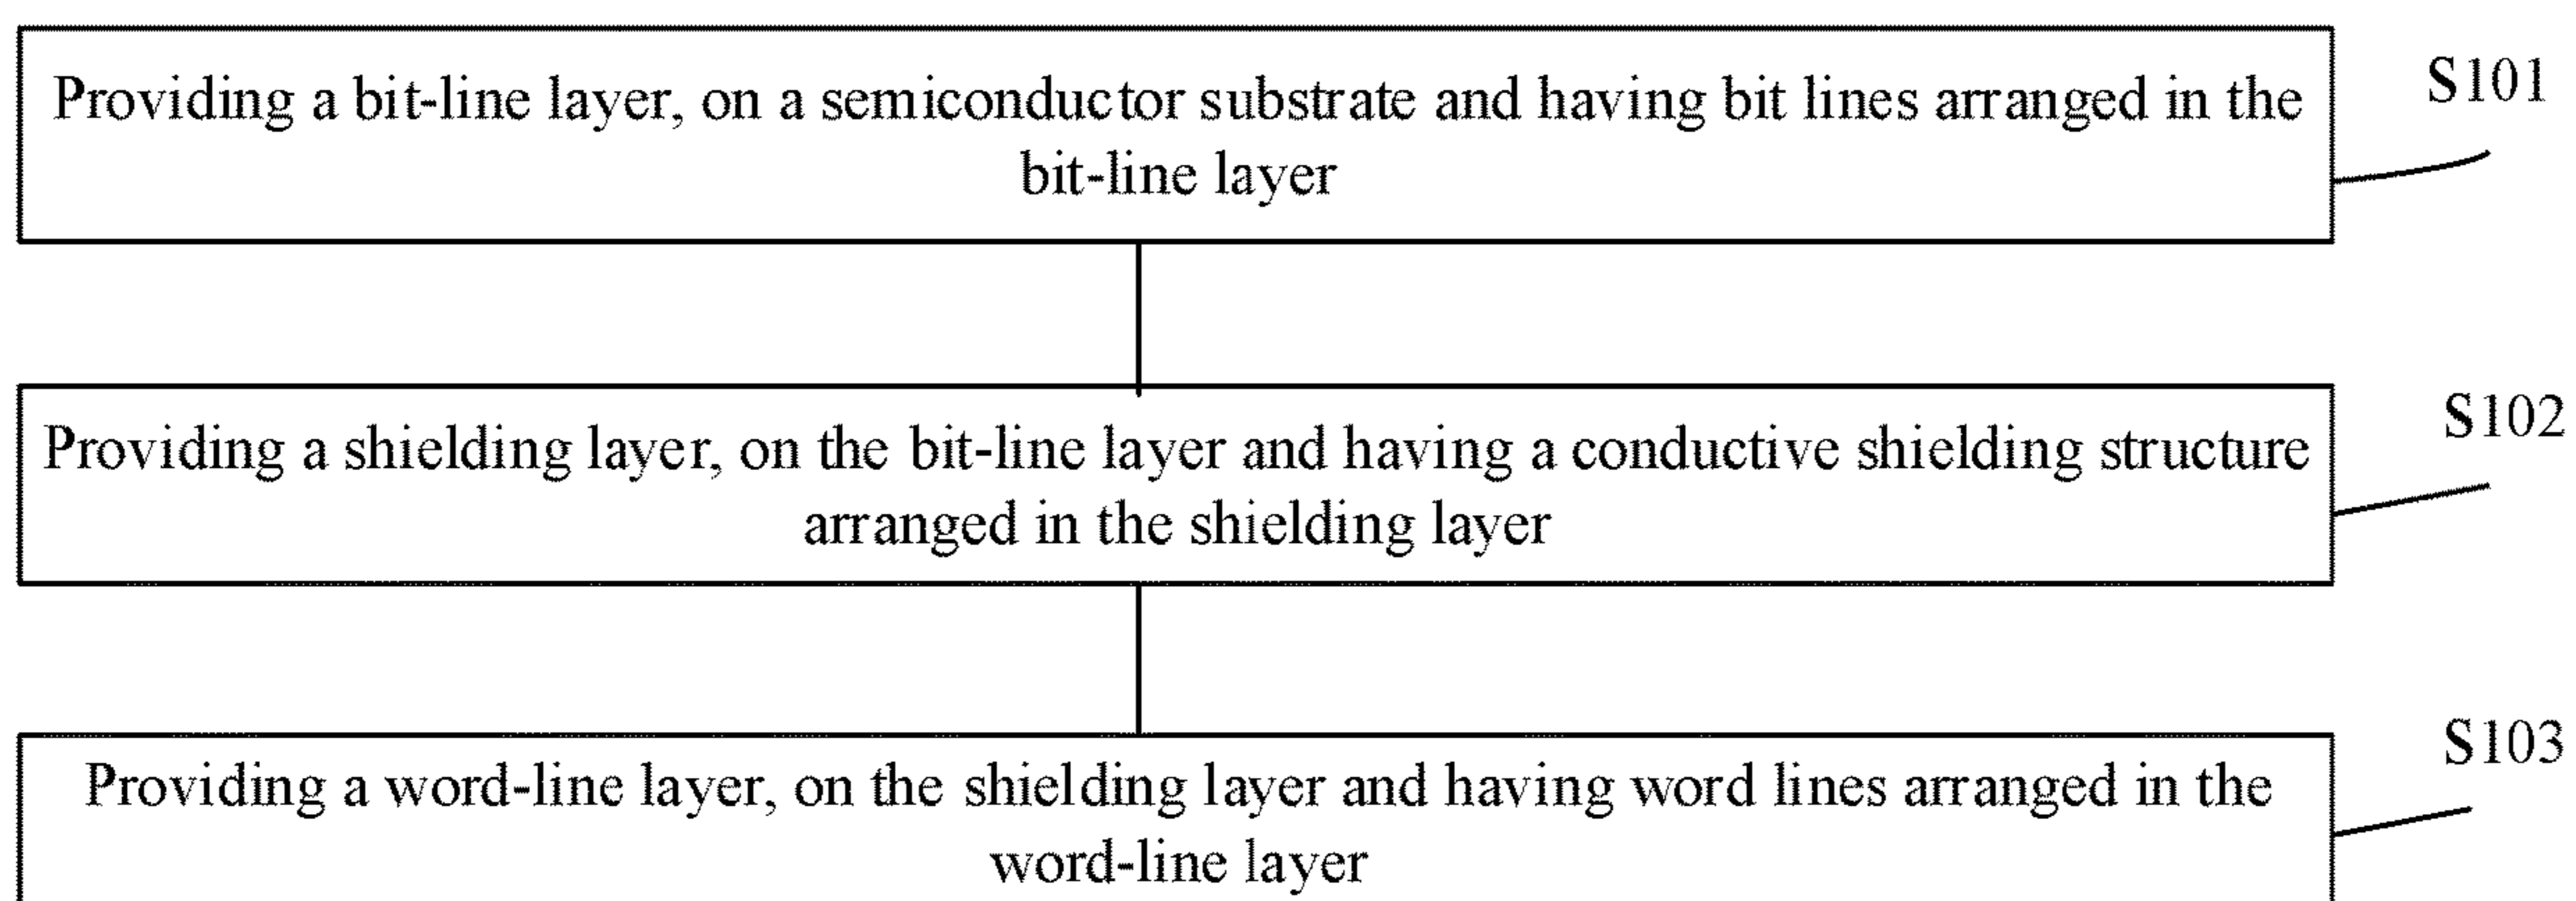 Providing a bit-line layer, on a semiconductor substrate and having bit lines arranged in the
bit-line layer
S101
Providing a shielding layer, on the bit-line layer and having a conductive shielding structure
arranged in the shielding layer
S102
Providing a word-line layer, on the shielding layer and having word lines arranged in the
word-line layer
S103